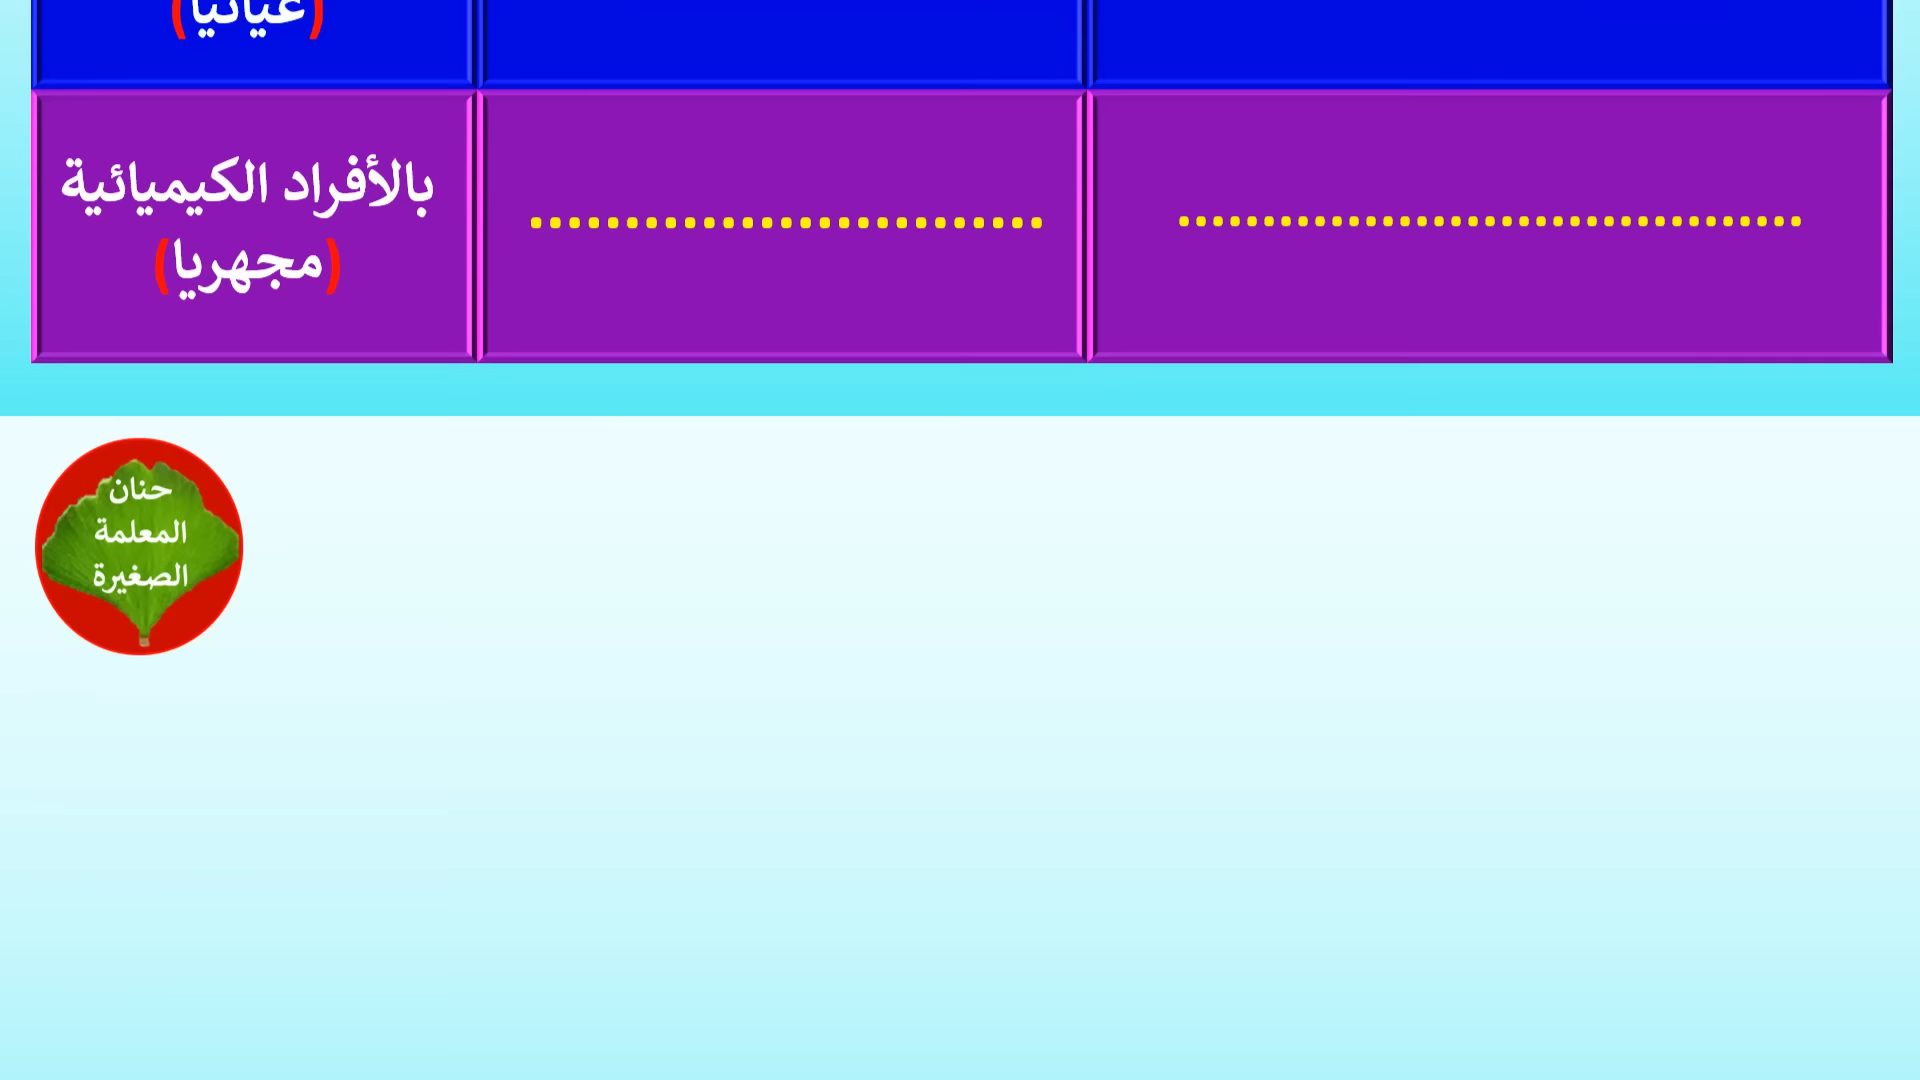 (عيانيا)
بالأفراد الكيميائية
(مجهريا)
..............................
..............................
حنان
المعلمة
الصغيرة